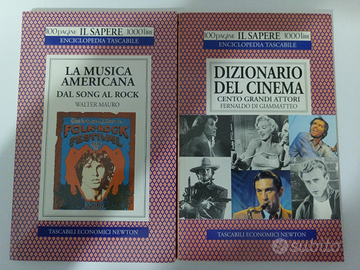 100 PAGINE IL SAPERE 1000 LIRE
ENCICLOPEDIA TASCABILE
LA MUSICA
AMERICANA
DAL SONG AL ROCK
WALTER MAURO
FOLK-ROCK
FESTIVAL
TASCABILI ECONOMICI NEWTON
100 PAGINE IL SAPERE 1000 LIRE
ENCICLOPEDIA TASCABILE
DIZIONARIO
DEL CINEMA
CENTO GRANDI ATTORI
FERNALDO DI GIAMMATTEO
TASCABILI ECONOMICI NEWTON
subito